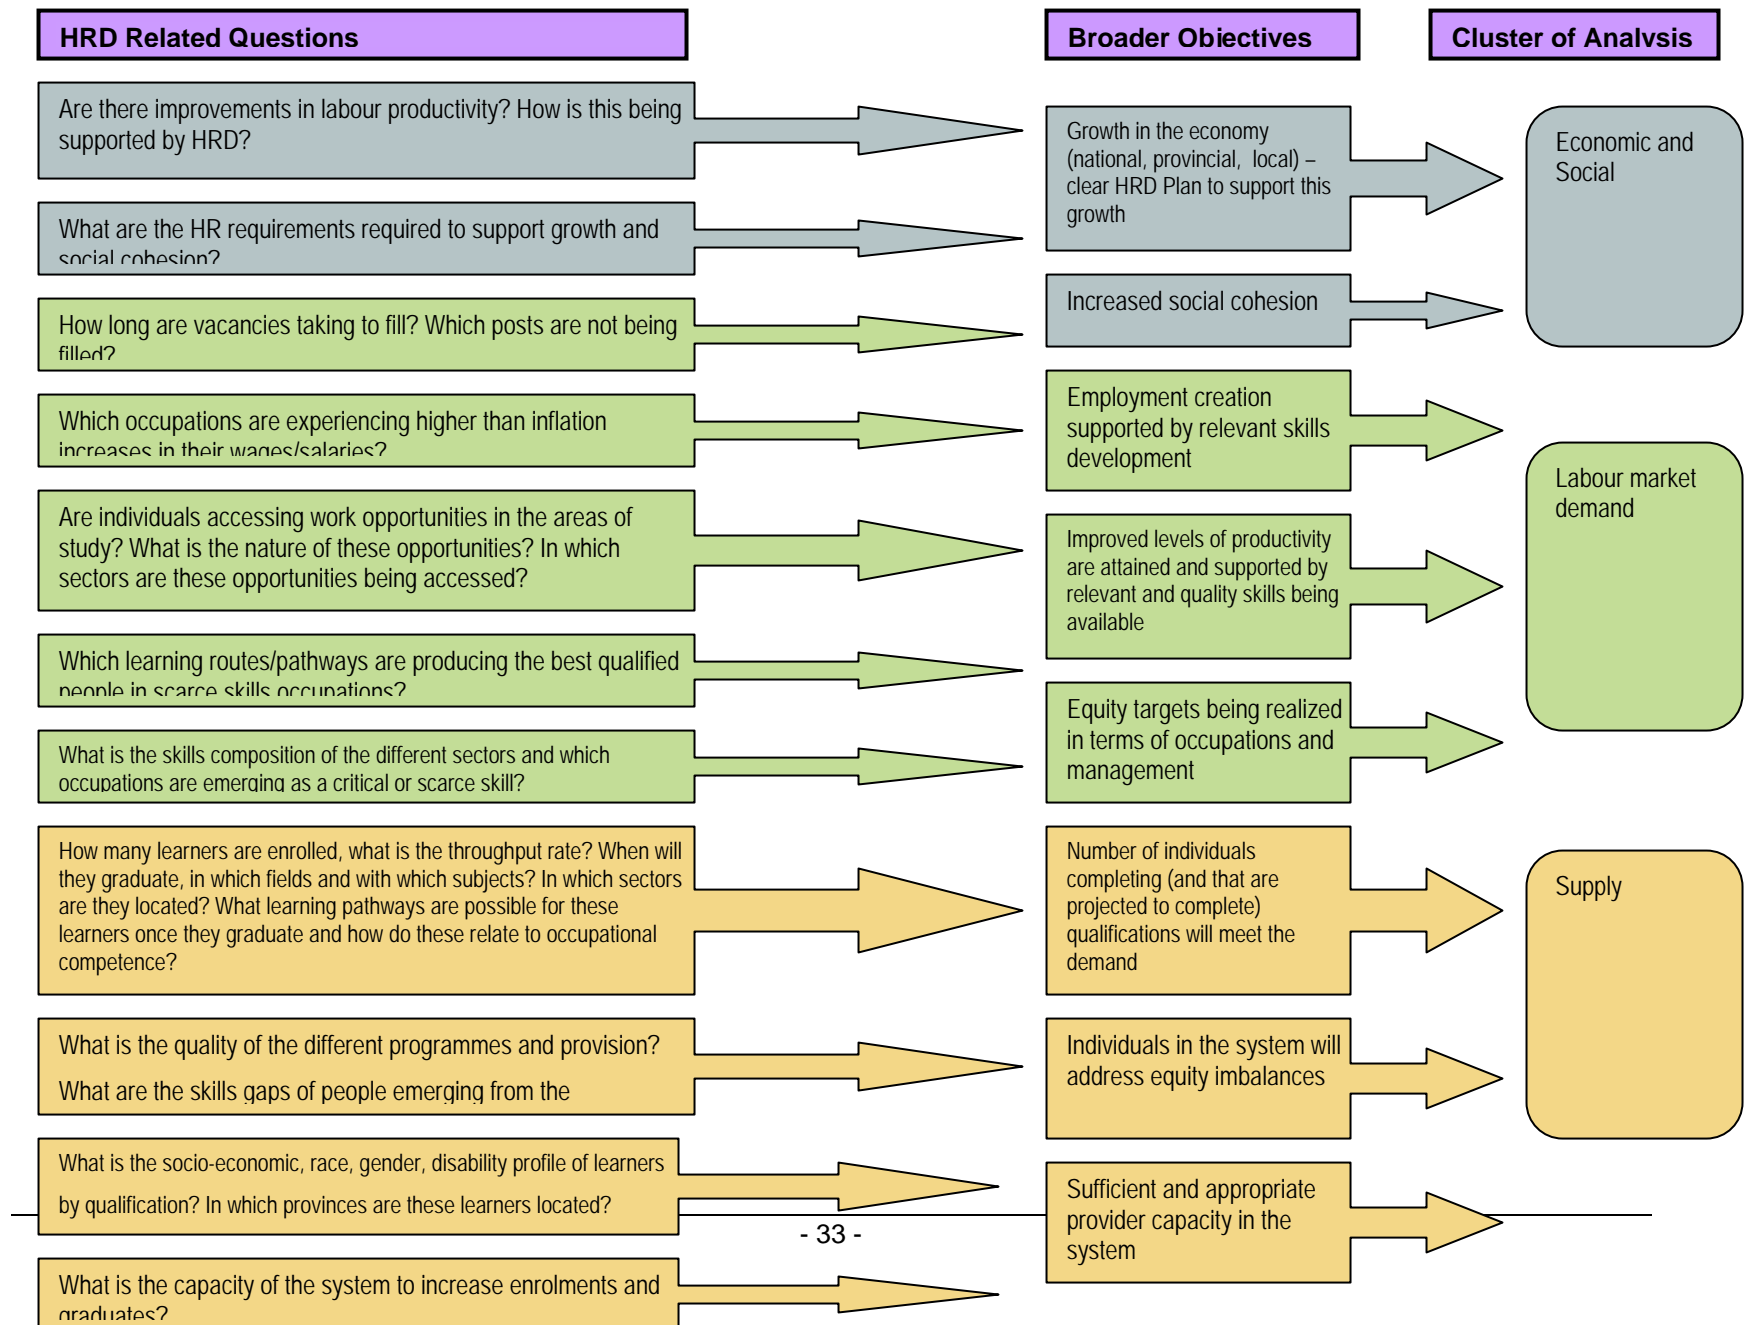 HRD Related Questions
Broader Objectives
Cluster of Analysis
Are there improvements in labour productivity? How is this being
supported by HRD?
What are the HR requirements required to support growth and
social cohesion?
How long are vacancies taking to fill? Which posts are not being
filled?
Which occupations are experiencing higher than inflation
increases in their wages/salaries?
Are individuals accessing work opportunities in the areas of
study? What is the nature of these opportunities? In which
sectors are these opportunities being accessed?
Which learning routes/pathways are producing the best qualified
people in scarce skills occupations?
What is the skills composition of the different sectors and which
occupations are emerging as a critical or scarce skill?
How many learners are enrolled, what is the throughput rate? When will
they graduate, in which fields and with which subjects? In which sectors
are they located? What learning pathways are possible for these
learners once they graduate and how do these relate to occupational
competence?
What is the quality of the different programmes and provision?
What are the skills gaps of people emerging from the
What is the socio-economic, race, gender, disability profile of learners
by qualification? In which provinces are these learners located?
What is the capacity of the system to increase enrolments and
graduates?
Growth in the economy
(national, provincial, local) –
clear HRD Plan to support this
growth
Increased social cohesion
Employment creation
supported by relevant skills
development
Improved levels of productivity
are attained and supported by
relevant and quality skills being
available
Equity targets being realized
in terms of occupations and
management
Number of individuals
completing (and that are
projected to complete)
qualifications will meet the
demand
Individuals in the system will
address equity imbalances
Sufficient and appropriate
provider capacity in the
system
Economic and
Social
Labour market
demand
Supply
- 33 -